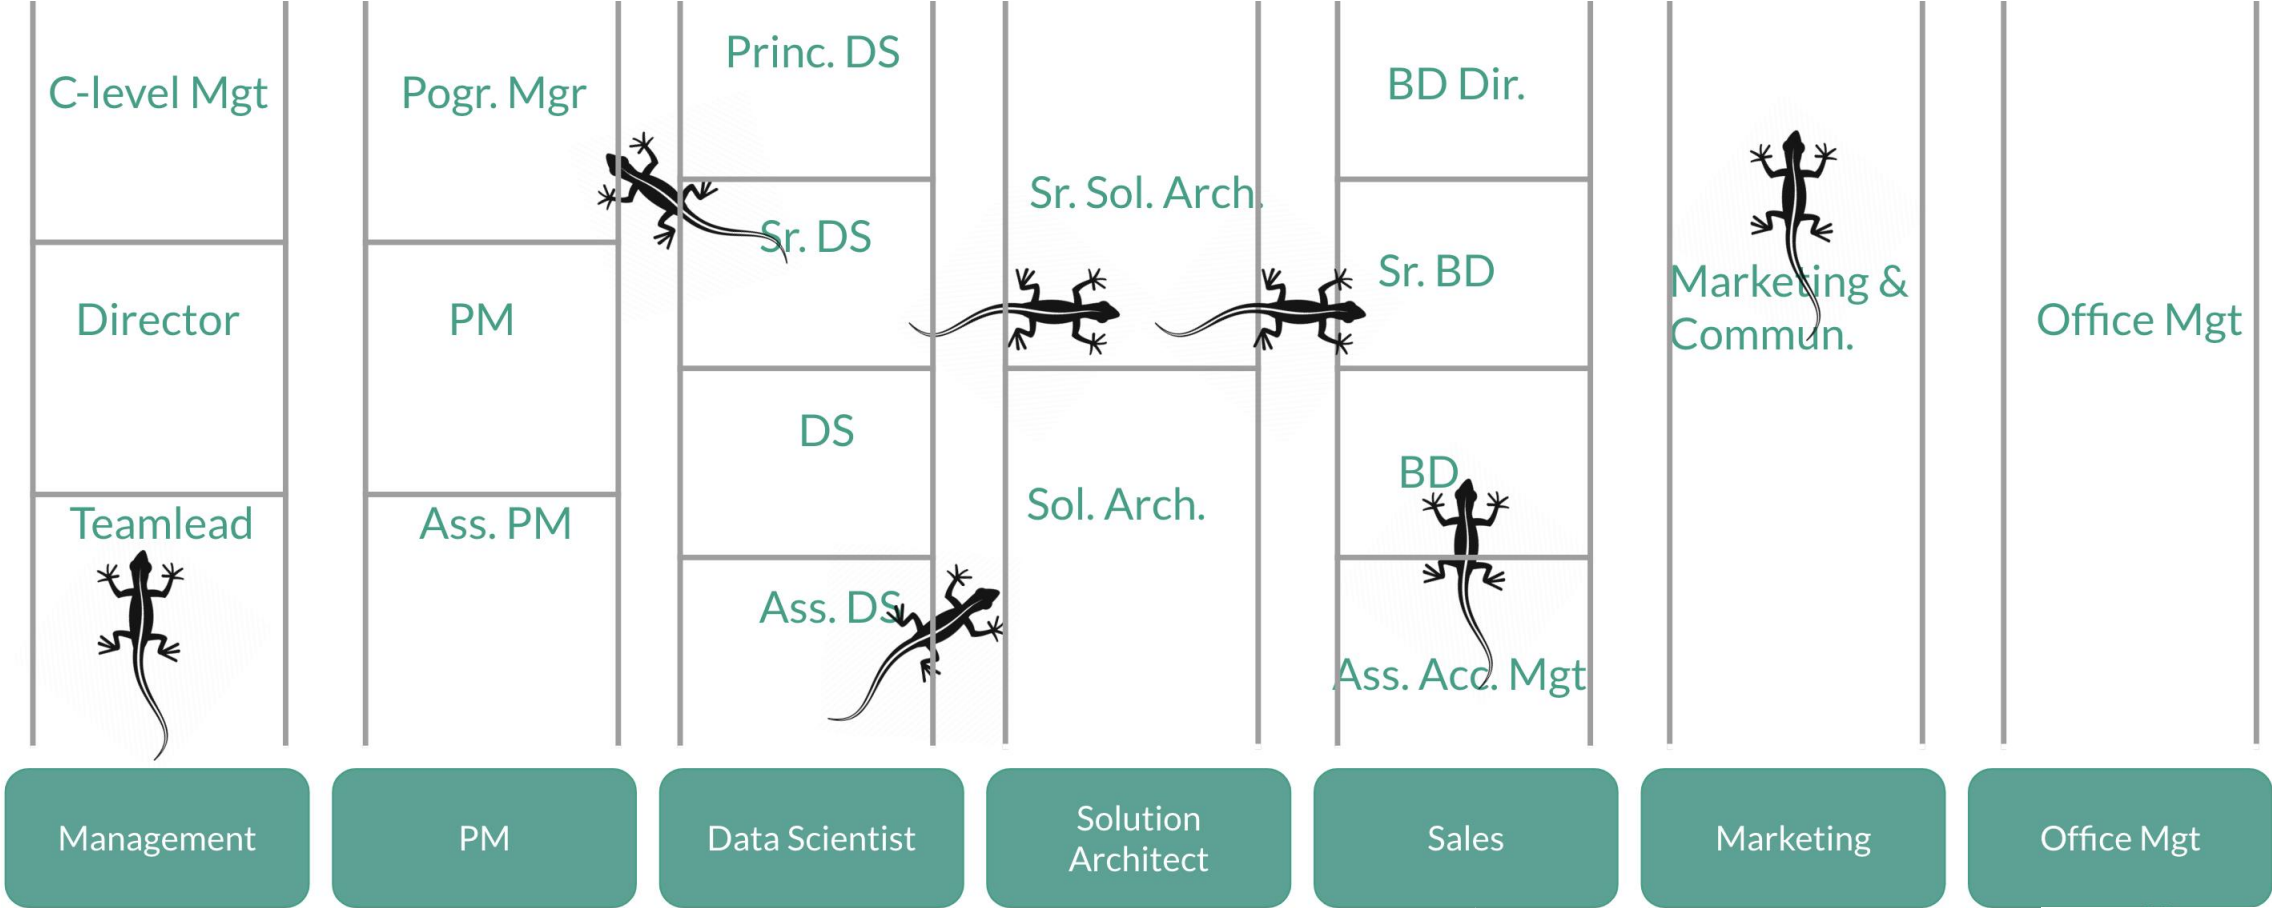 C-level Mgt
Director
Teamlead
Management
Pogr. Mgr
PM
Ass. PM
PM
Princ. DS
Sr. DS
DS
Ass. DS
Data Scientist
Sr. Sol. Arch.
Sol. Arch.
Solution
Architect
BD Dir.
Sr. BD
BD
Ass. Acc. Mgt
Sales
Marketing &
Commun.
Marketing
Office Mgt
Office Mgt